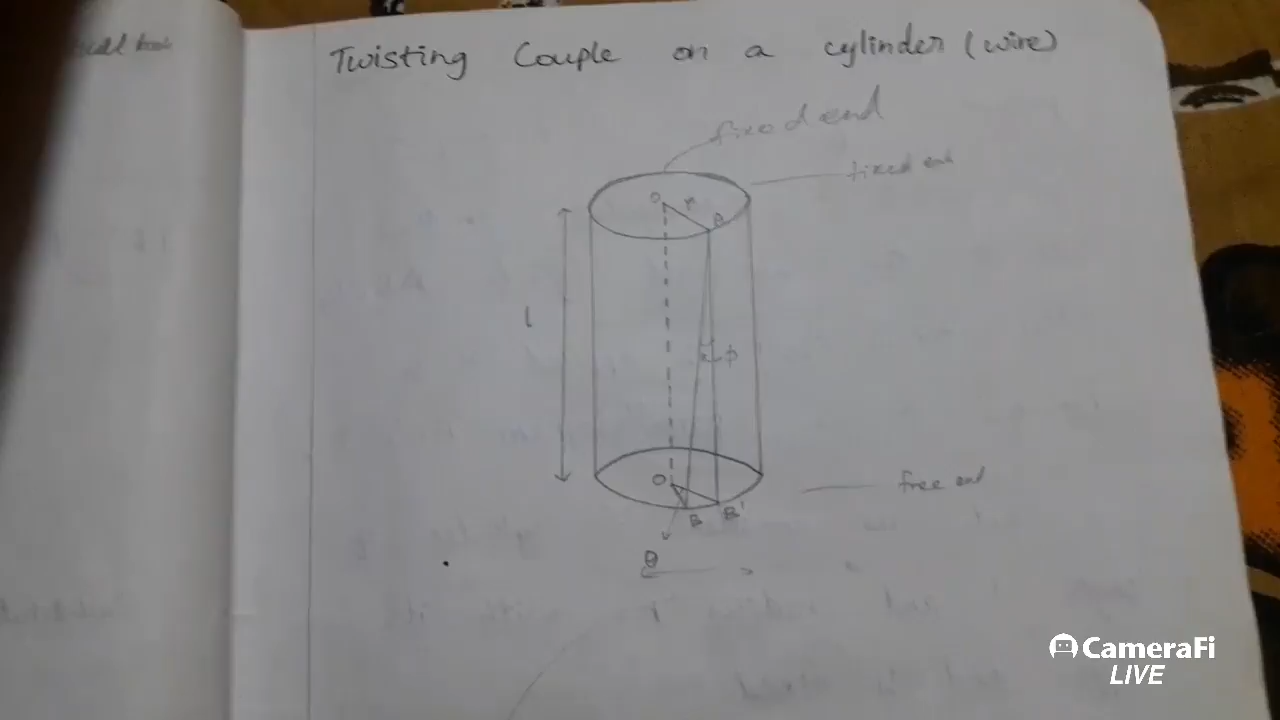 Twisting Couple on a cylinder (wire)
fixed end
fixed end
O r A
l
ϕ
O
B B'
free end
θ
CameraFi
LIVE